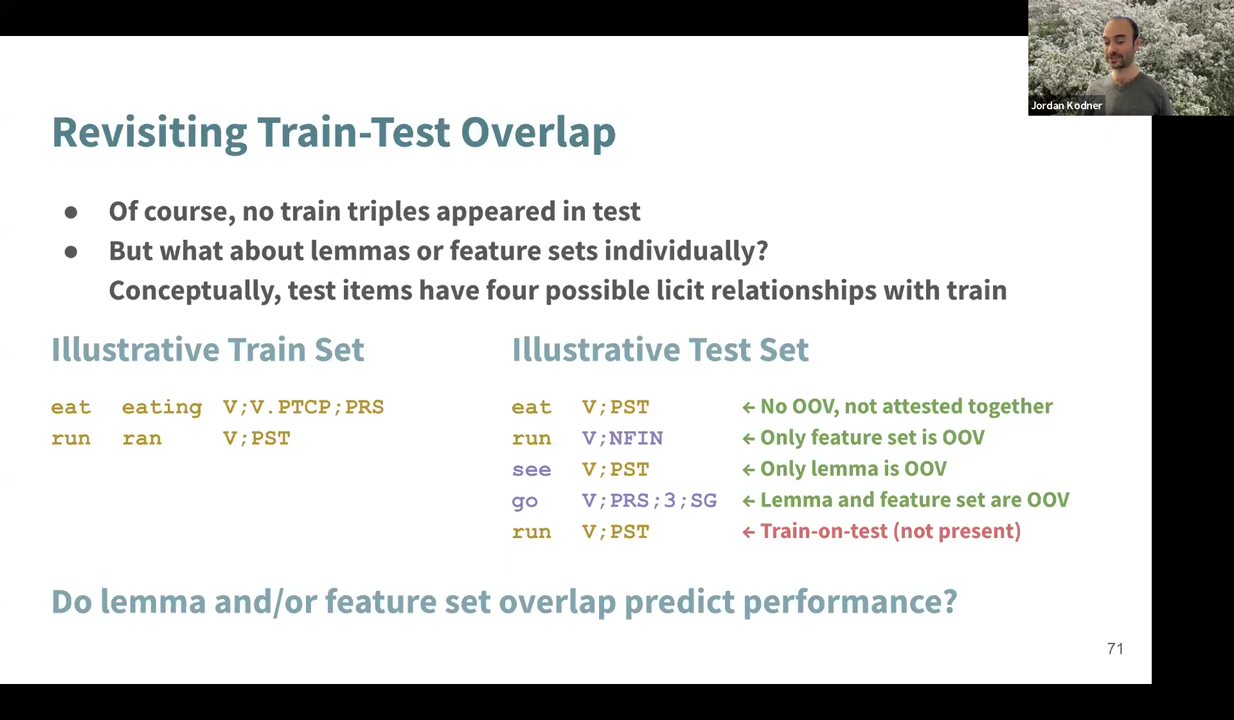 Jordan Kodner
Revisiting Train-Test Overlap
● Of course, no train triples appeared in test
● But what about lemmas or feature sets individually?
Conceptually, test items have four possible licit relationships with train
Illustrative Train Set
eat eating V;V.PTCP;PRS
run ran V;PST
Illustrative Test Set
eat V;PST ← No OOV, not attested together
run V;NFIN ← Only feature set is OOV
see V;PST ← Only lemma is OOV
go V;PRS;3;SG ← Lemma and feature set are OOV
run V;PST ← Train-on-test (not present)
Do lemma and/or feature set overlap predict performance?
71